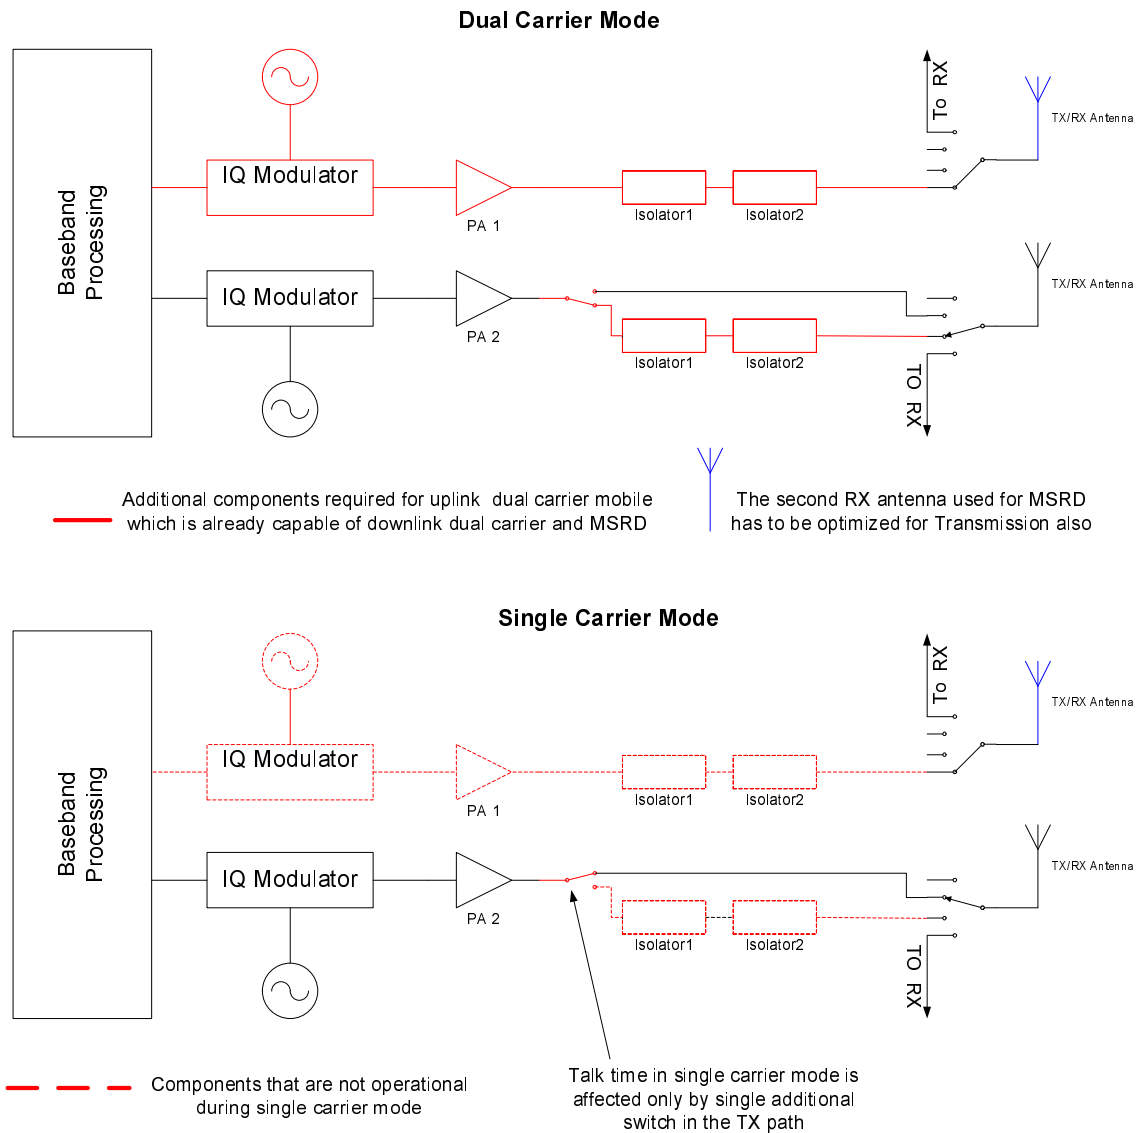 Dual Carrier Mode
Baseband
Processing
IQ Modulator
PA 1
Isolator1
Isolator2
To RX
TX/RX Antenna
IQ Modulator
PA 2
Isolator1
Isolator2
TO RX
TX/RX Antenna
Additional components required for uplink dual carrier mobile
which is already capable of downlink dual carrier and MSRD
The second RX antenna used for MSRD
has to be optimized for Transmission also
Single Carrier Mode
Baseband
Processing
IQ Modulator
PA 1
Isolator1
Isolator2
To RX
TX/RX Antenna
IQ Modulator
PA 2
Isolator1
Isolator2
TO RX
TX/RX Antenna
Components that are not operational
during single carrier mode
Talk time in single carrier mode is
affected only by single additional
switch in the TX path